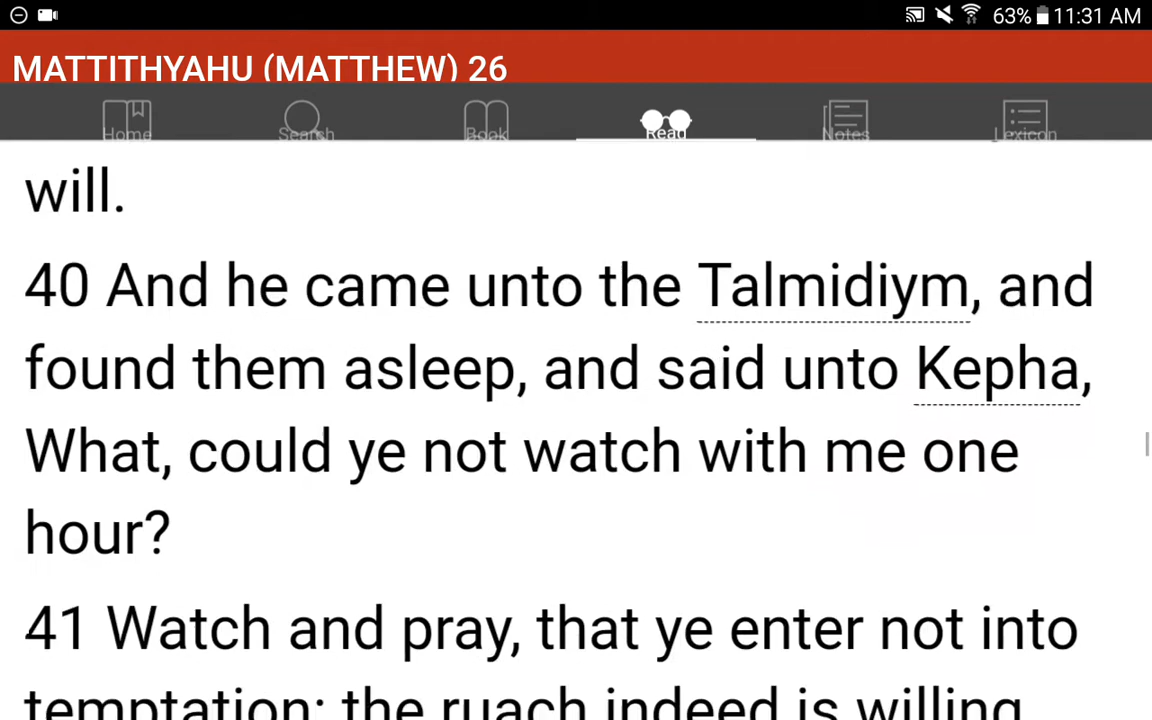 63% 11:31 AM
MATTITHYAHU (MATTHEW) 26
Home Search Book Read Notes Lexicon
will.
40 And he came unto the Talmidiym, and
found them asleep, and said unto Kepha,
What, could ye not watch with me one
hour?
41 Watch and pray, that ye enter not into
temptation: the ruach indeed is willing